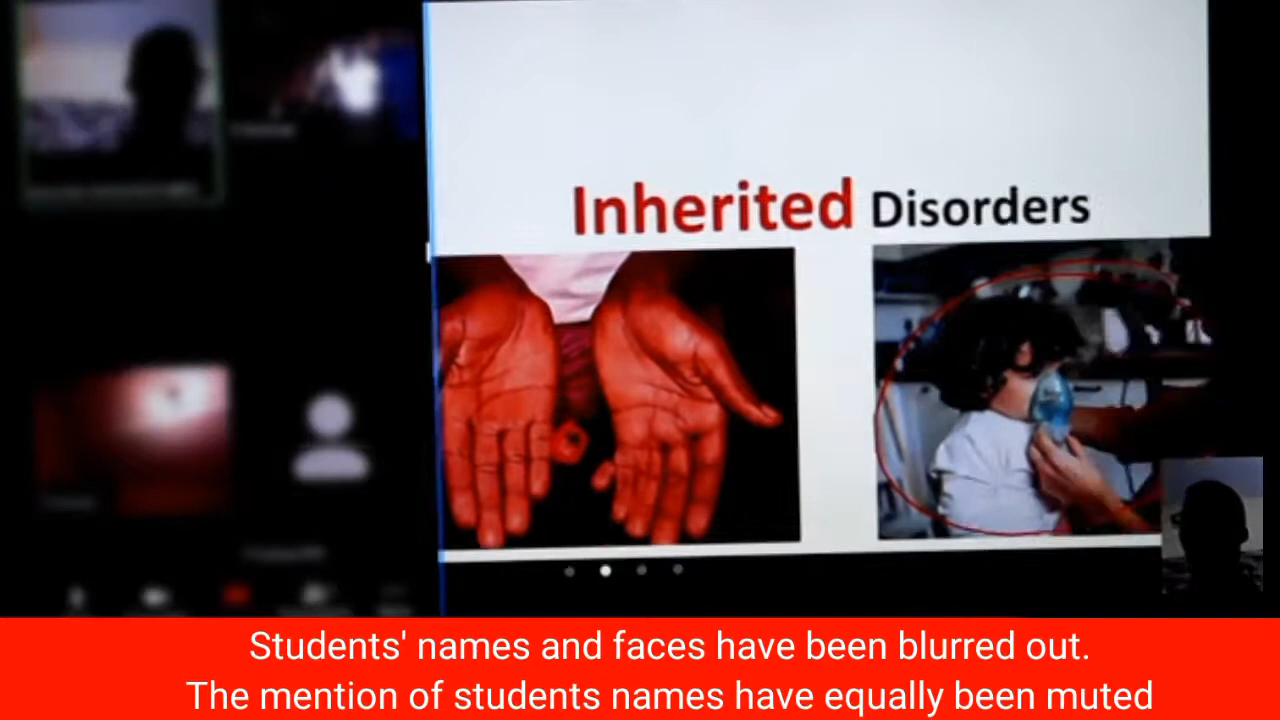 Inherited Disorders
Students' names and faces have been blurred out.
The mention of students names have equally been muted